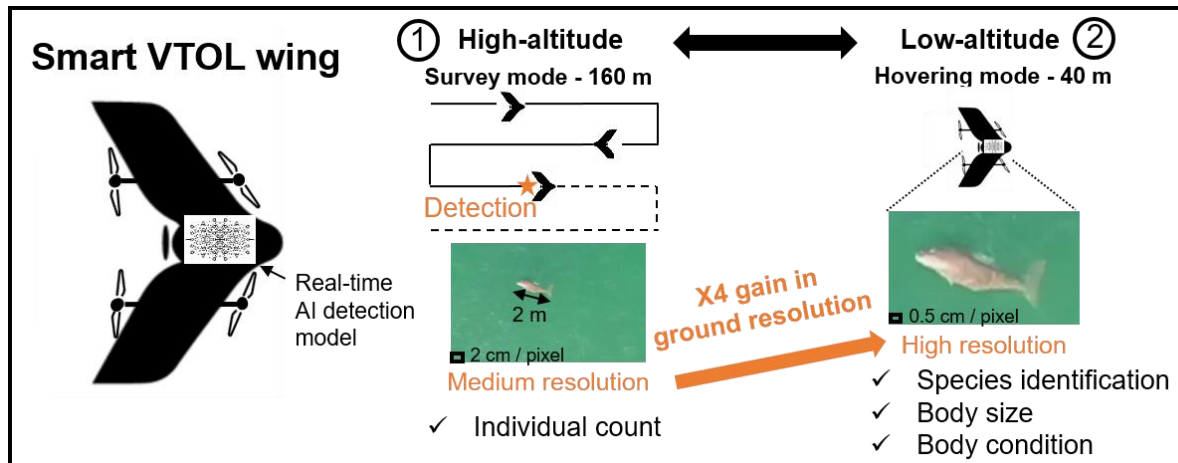 Smart VTOL wing
Real-time
AI detection
model
1 High-altitude
Survey mode - 160 m
Detection
2 m
2 cm / pixel
Medium resolution
✓ Individual count
X4 gain in
ground resolution
Low-altitude 2
Hovering mode - 40 m
0.5 cm / pixel
High resolution
✓ Species identification
✓ Body size
✓ Body condition